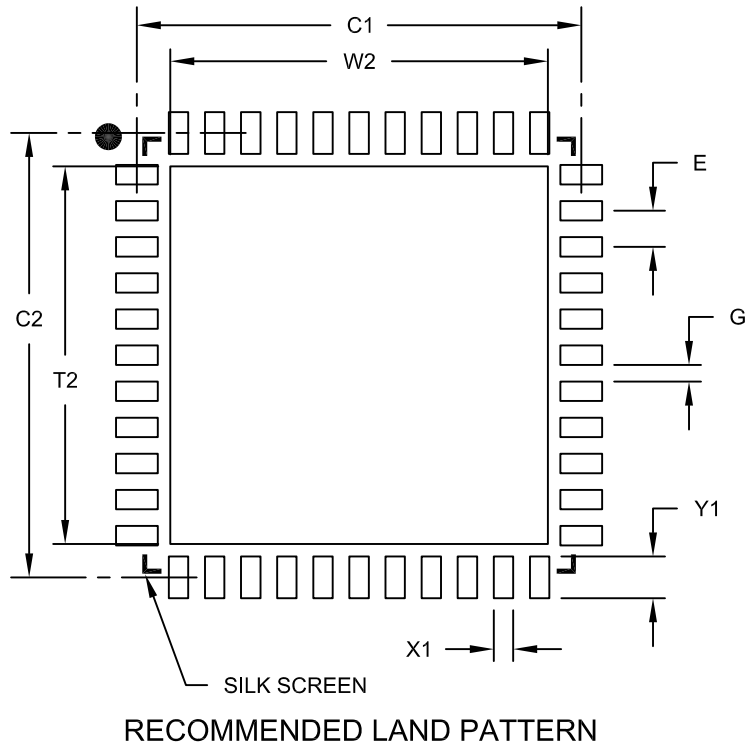 C1
W2
E
C2
G
T2
Y1
X1
SILK SCREEN
RECOMMENDED LAND PATTERN